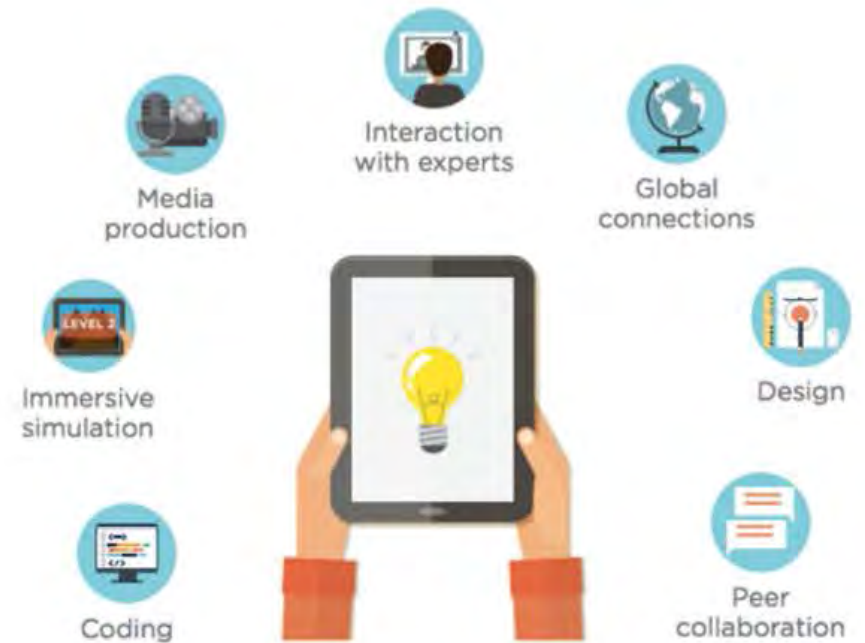 Interaction
with experts
Media
production
Global
connections
LEVEL 2
Immersive
simulation
Design
Coding
Peer
collaboration